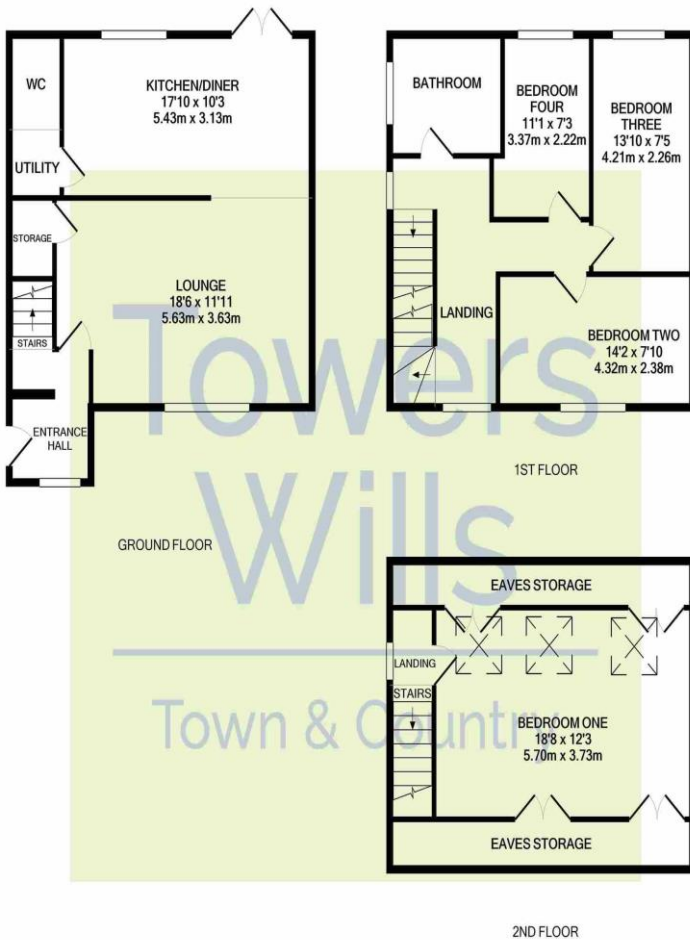 WC
KITCHEN/DINER
17'10 x 10'3
5.43m x 3.13m
UTILITY
STORAGE
LOUNGE
18'6 x 11'11
5.63m x 3.63m
STAIRS
ENTRANCE
HALL
GROUND FLOOR
BATHROOM
BEDROOM
FOUR
11'1 x 7'3
3.37m x 2.22m
BEDROOM
THREE
13'10 x 7'5
4.21m x 2.26m
LANDING
BEDROOM TWO
14'2 x 7'10
4.32m x 2.38m
1ST FLOOR
EAVES STORAGE
LANDING
STAIRS
BEDROOM ONE
18'8 x 12'3
5.70m x 3.73m
EAVES STORAGE
2ND FLOOR
Towers
Wills
Town & Country